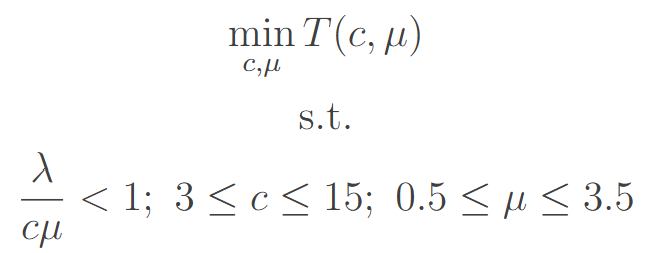 min T(c, μ)
c,μ
s.t.
λ/cμ < 1; 3 ≤ c ≤ 15; 0.5 ≤ μ ≤ 3.5